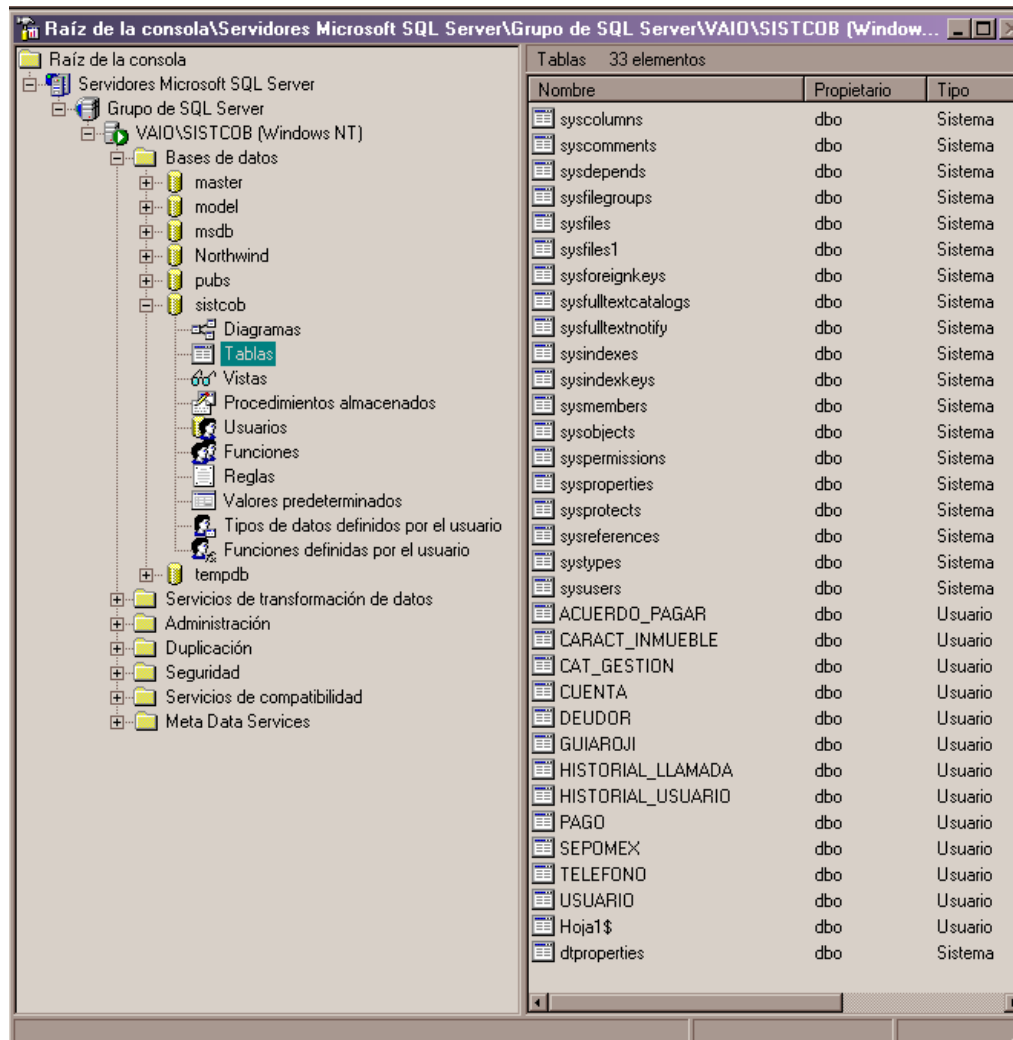 Raíz de la consola\Servidores Microsoft SQL Server\Grupo de SQL Server\VAIO\SISTCOB (Window...
Raíz de la consola
Servidores Microsoft SQL Server
Grupo de SQL Server
VAIO\SISTCOB (Windows NT)
Bases de datos
master
model
msdb
Northwind
pubs
sistcob
Diagramas
Tablas
Vistas
Procedimientos almacenados
Usuarios
Funciones
Reglas
Valores predeterminados
Tipos de datos definidos por el usuario
Funciones definidas por el usuario
tempdb
Servicios de transformación de datos
Administración
Duplicación
Seguridad
Servicios de compatibilidad
Meta Data Services
Tablas 33 elementos
Nombre Propietario Tipo
syscolumns dbo Sistema
syscomments dbo Sistema
sysdepends dbo Sistema
sysfilegroups dbo Sistema
sysfiles dbo Sistema
sysfiles1 dbo Sistema
sysforeignkeys dbo Sistema
sysfulltextcatalogs dbo Sistema
sysfulltextnotify dbo Sistema
sysindexes dbo Sistema
sysindexkeys dbo Sistema
sysmembers dbo Sistema
sysobjects dbo Sistema
syspermissions dbo Sistema
sysproperties dbo Sistema
sysprotects dbo Sistema
sysreferences dbo Sistema
systypes dbo Sistema
sysusers dbo Sistema
ACUERDO_PAGAR dbo Usuario
CARACT_INMUEBLE dbo Usuario
CAT_GESTION dbo Usuario
CUENTA dbo Usuario
DEUDOR dbo Usuario
GUIAROJI dbo Usuario
HISTORIAL_LLAMADA dbo Usuario
HISTORIAL_USUARIO dbo Usuario
PAGO dbo Usuario
SEPOMEX dbo Usuario
TELEFONO dbo Usuario
USUARIO dbo Usuario
Hoja1$ dbo Usuario
dtproperties dbo Sistema